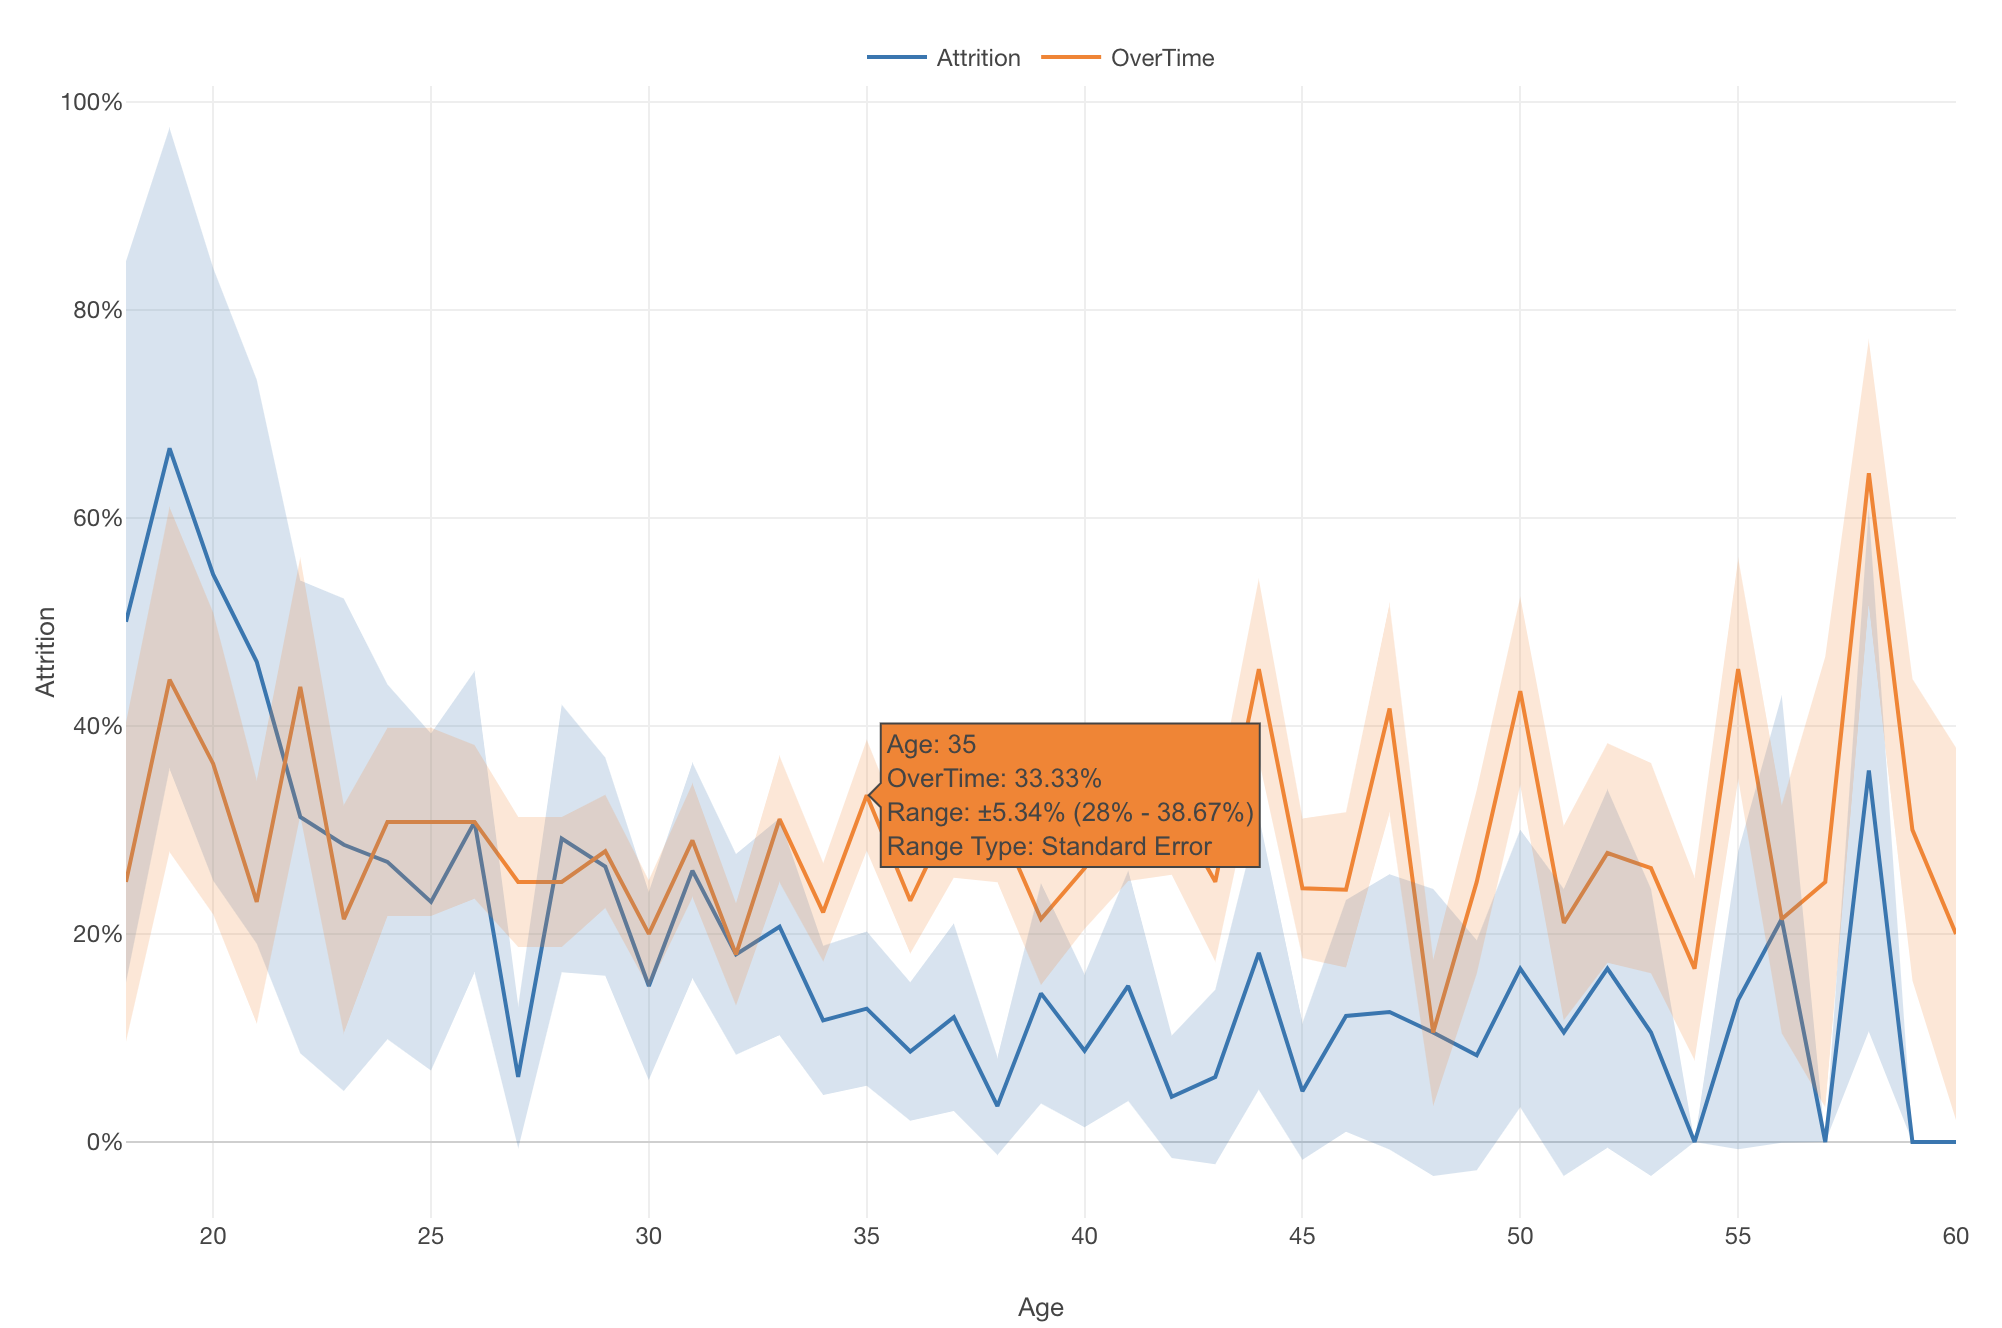 Attrition OverTime
100%
80%
60%
40%
20%
0%
Attrition
Age: 35
OverTime: 33.33%
Range: ±5.34% (28% - 38.67%)
Range Type: Standard Error
20 25 30 35 40 45 50 55 60
Age